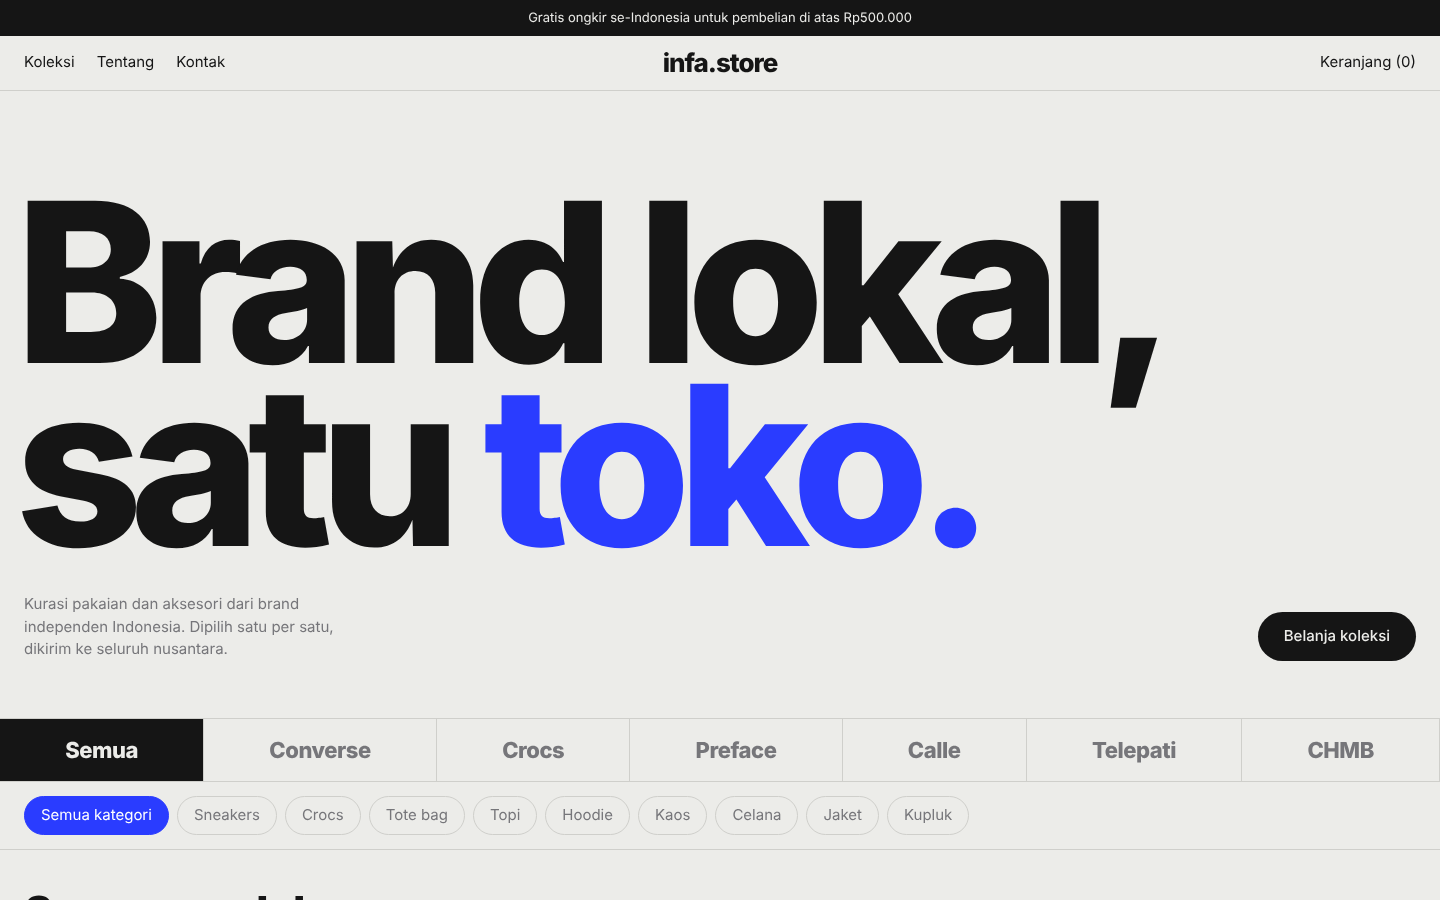 Gratis ongkir se-Indonesia untuk pembelian di atas Rp500.000
Koleksi Tentang Kontak infa.store Keranjang (0)
Brand lokal,
satu toko.
Kurasi pakaian dan aksesori dari brand
independen Indonesia. Dipilih satu per satu,
dikirim ke seluruh nusantara.
Belanja koleksi
Semua Converse Crocs Preface Calle Telepati CHMB
Semua kategori Sneakers Crocs Tote bag Topi Hoodie Kaos Celana Jaket Kupluk